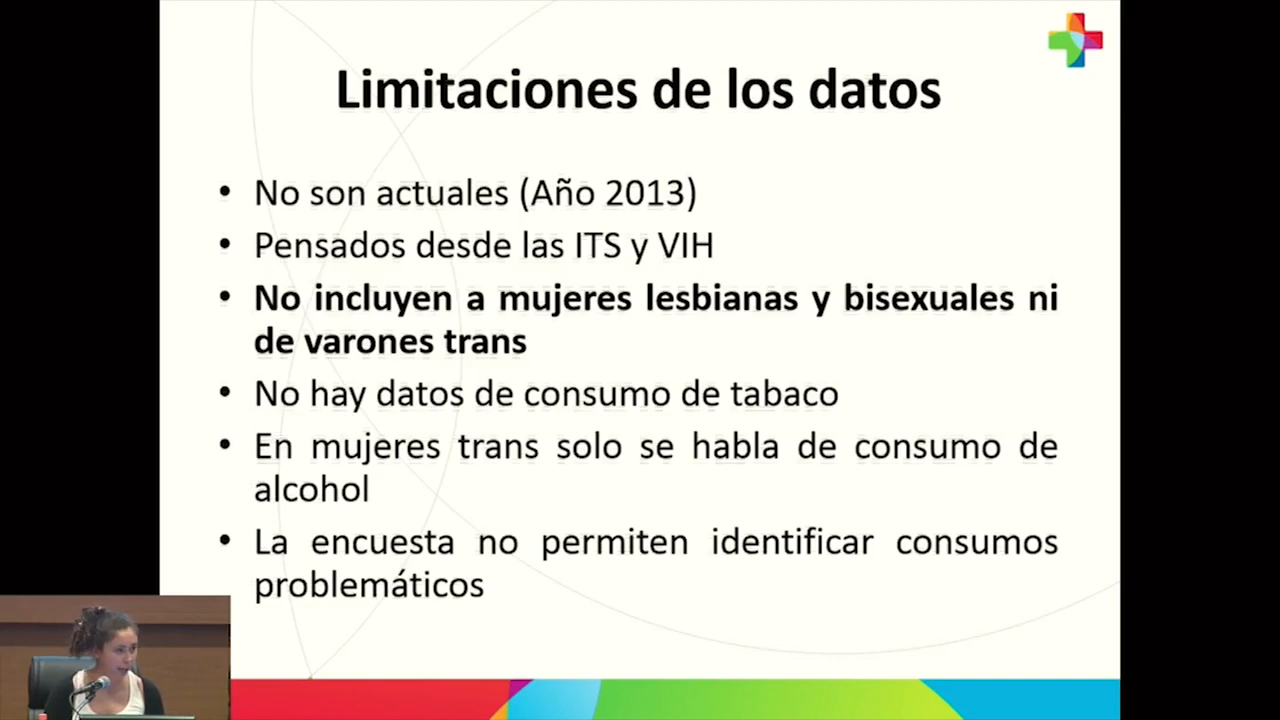 Limitaciones de los datos
• No son actuales (Año 2013)
• Pensados desde las ITS y VIH
• No incluyen a mujeres lesbianas y bisexuales ni
de varones trans
• No hay datos de consumo de tabaco
• En mujeres trans solo se habla de consumo de
alcohol
• La encuesta no permiten identificar consumos
problemáticos